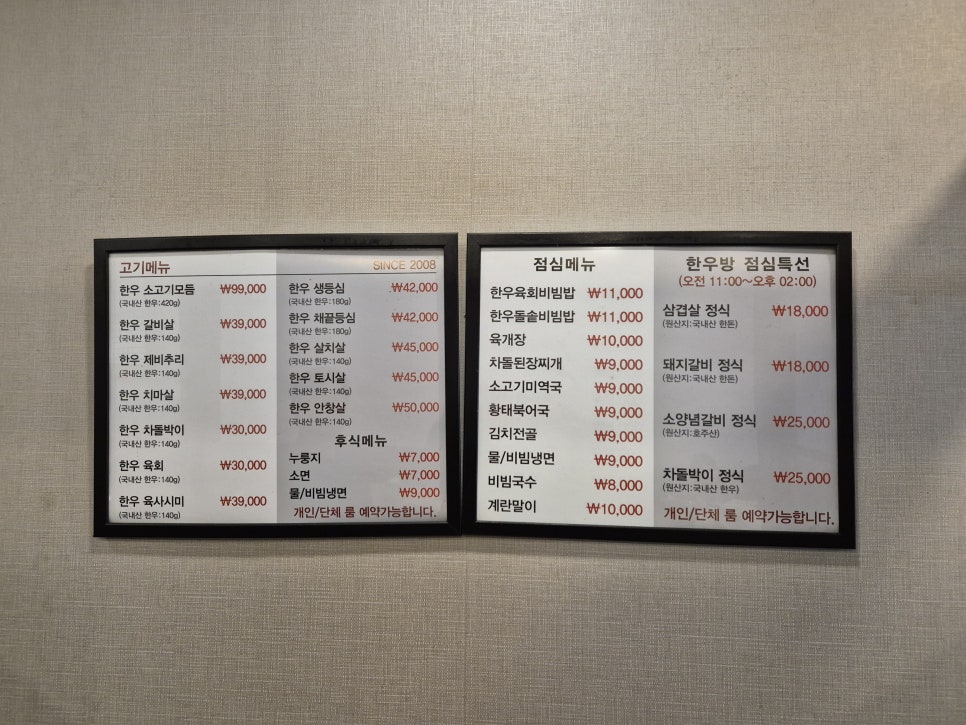 고기메뉴 SINCE 2008
한우 소고기모듬 ₩99,000
(국내산 한우:420g)
한우 갈비살 ₩39,000
(국내산 한우:140g)
한우 제비추리 ₩39,000
(국내산 한우:140g)
한우 치마살 ₩39,000
(국내산 한우:140g)
한우 차돌박이 ₩30,000
(국내산 한우:140g)
한우 육회 ₩30,000
(국내산 한우:140g)
한우 육사시미 ₩39,000
(국내산 한우:140g)
한우 생등심 ₩42,000
(국내산 한우:180g)
한우 채끝등심 ₩42,000
(국내산 한우:180g)
한우 살치살 ₩45,000
(국내산 한우:140g)
한우 토시살 ₩45,000
(국내산 한우:140g)
한우 안창살 ₩50,000
(국내산 한우:140g)
후식메뉴
누룽지 ₩7,000
소면 ₩7,000
물/비빔냉면 ₩9,000
개인/단체 룸 예약가능합니다.
점심메뉴
한우육회비빔밥 ₩11,000
한우돌솥비빔밥 ₩11,000
육개장 ₩10,000
차돌된장찌개 ₩9,000
소고기미역국 ₩9,000
황태북어국 ₩9,000
김치전골 ₩9,000
물/비빔냉면 ₩9,000
비빔국수 ₩8,000
계란말이 ₩10,000
한우방 점심특선
(오전 11:00~오후 02:00)
삼겹살 정식 ₩18,000
(원산지:국내산 한돈)
돼지갈비 정식 ₩18,000
(원산지:국내산 한돈)
소양념갈비 정식 ₩25,000
(원산지:호주산)
차돌박이 정식 ₩25,000
(원산지:국내산 한우)
개인/단체 룸 예약가능합니다.